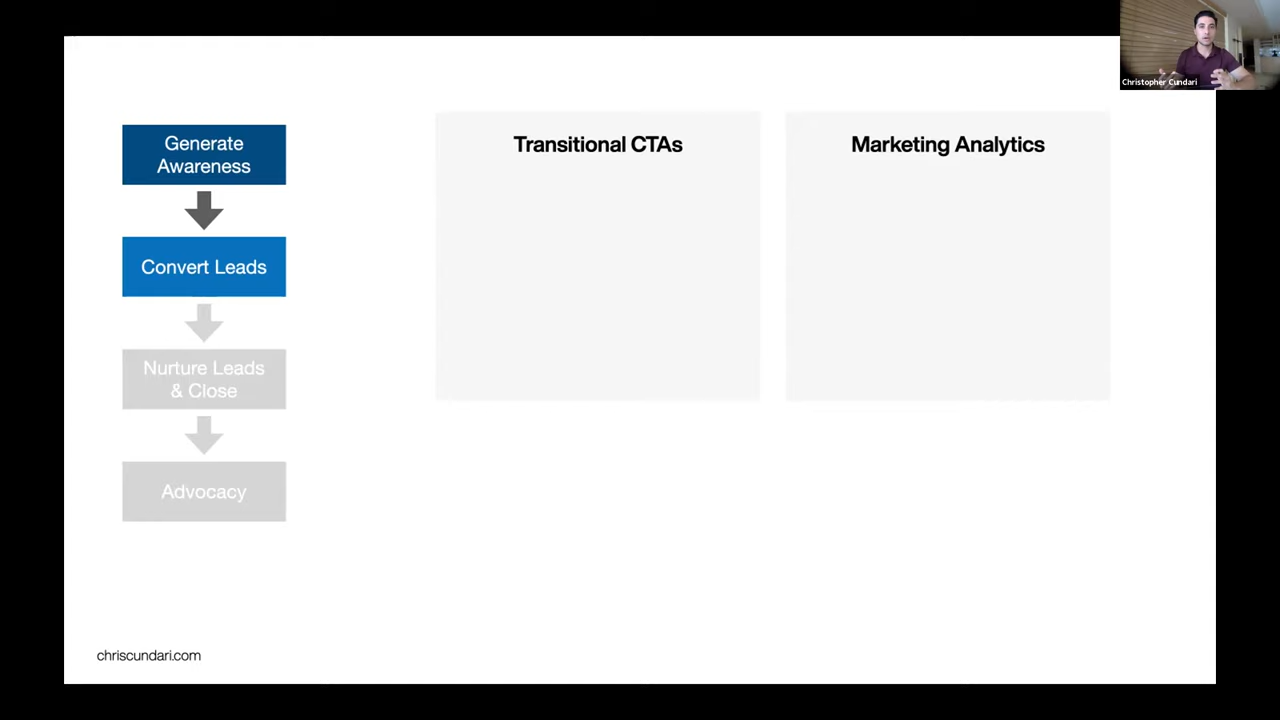 Christopher Cundari
Generate
Awareness
Convert Leads
Nurture Leads
& Close
Advocacy
Transitional CTAs
Marketing Analytics
chriscundari.com